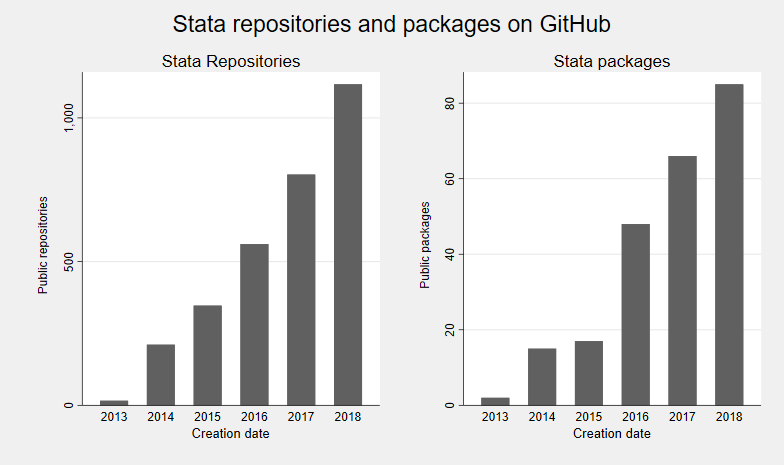 Stata repositories and packages on GitHub
Stata Repositories
Public repositories
1,000
500
0
2013 2014 2015 2016 2017 2018
Creation date
Stata packages
Public packages
80
60
40
20
0
2013 2014 2015 2016 2017 2018
Creation date